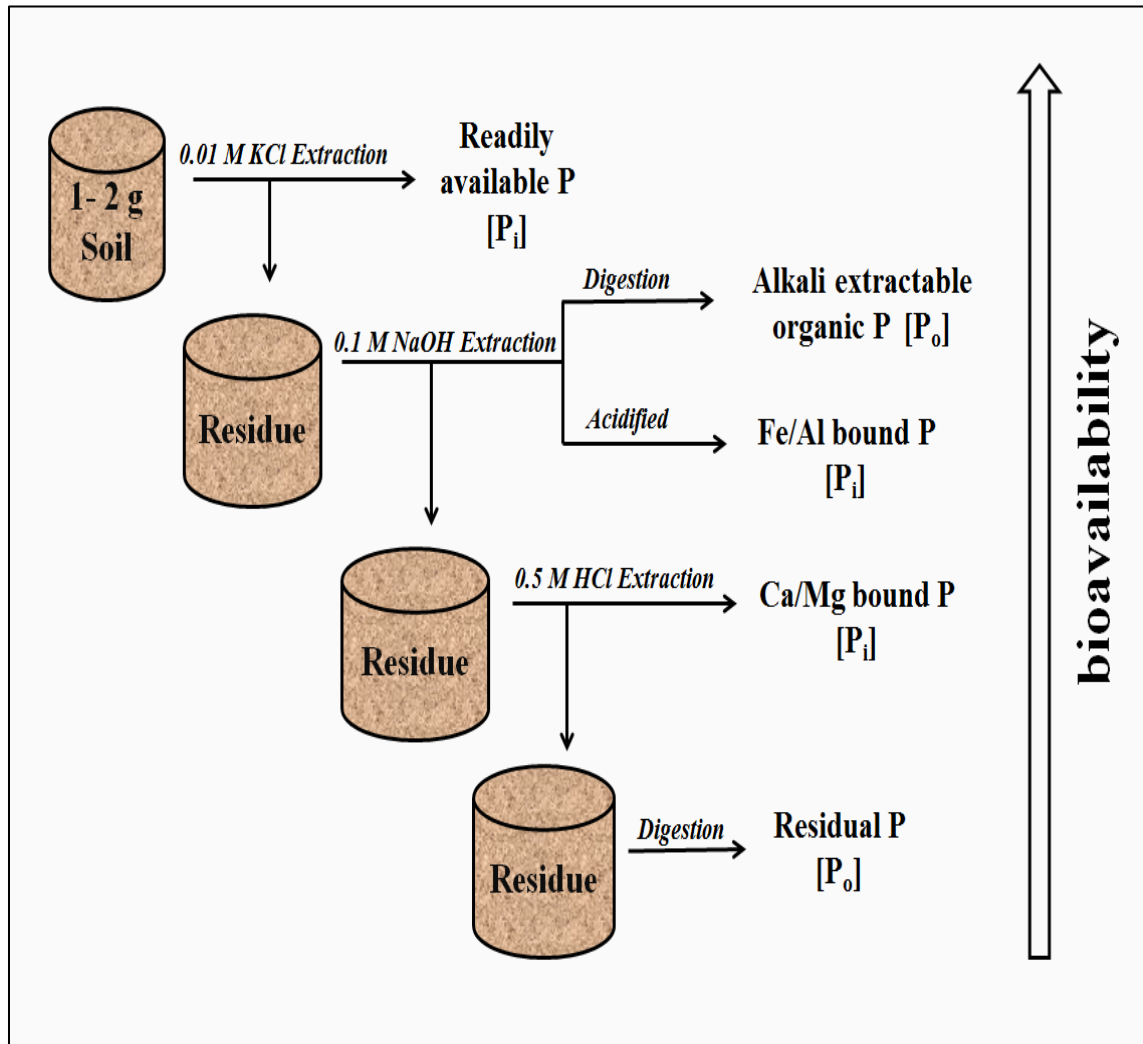 0.01 M KCl Extraction
Readily
available P
[Pi]
1- 2 g
Soil
Digestion
Alkali extractable
organic P [Po]
0.1 M NaOH Extraction
Residue
Acidified
Fe/Al bound P
[Pi]
0.5 M HCl Extraction
Ca/Mg bound P
[Pi]
Residue
Digestion
Residual P
[Po]
Residue
bioavailability